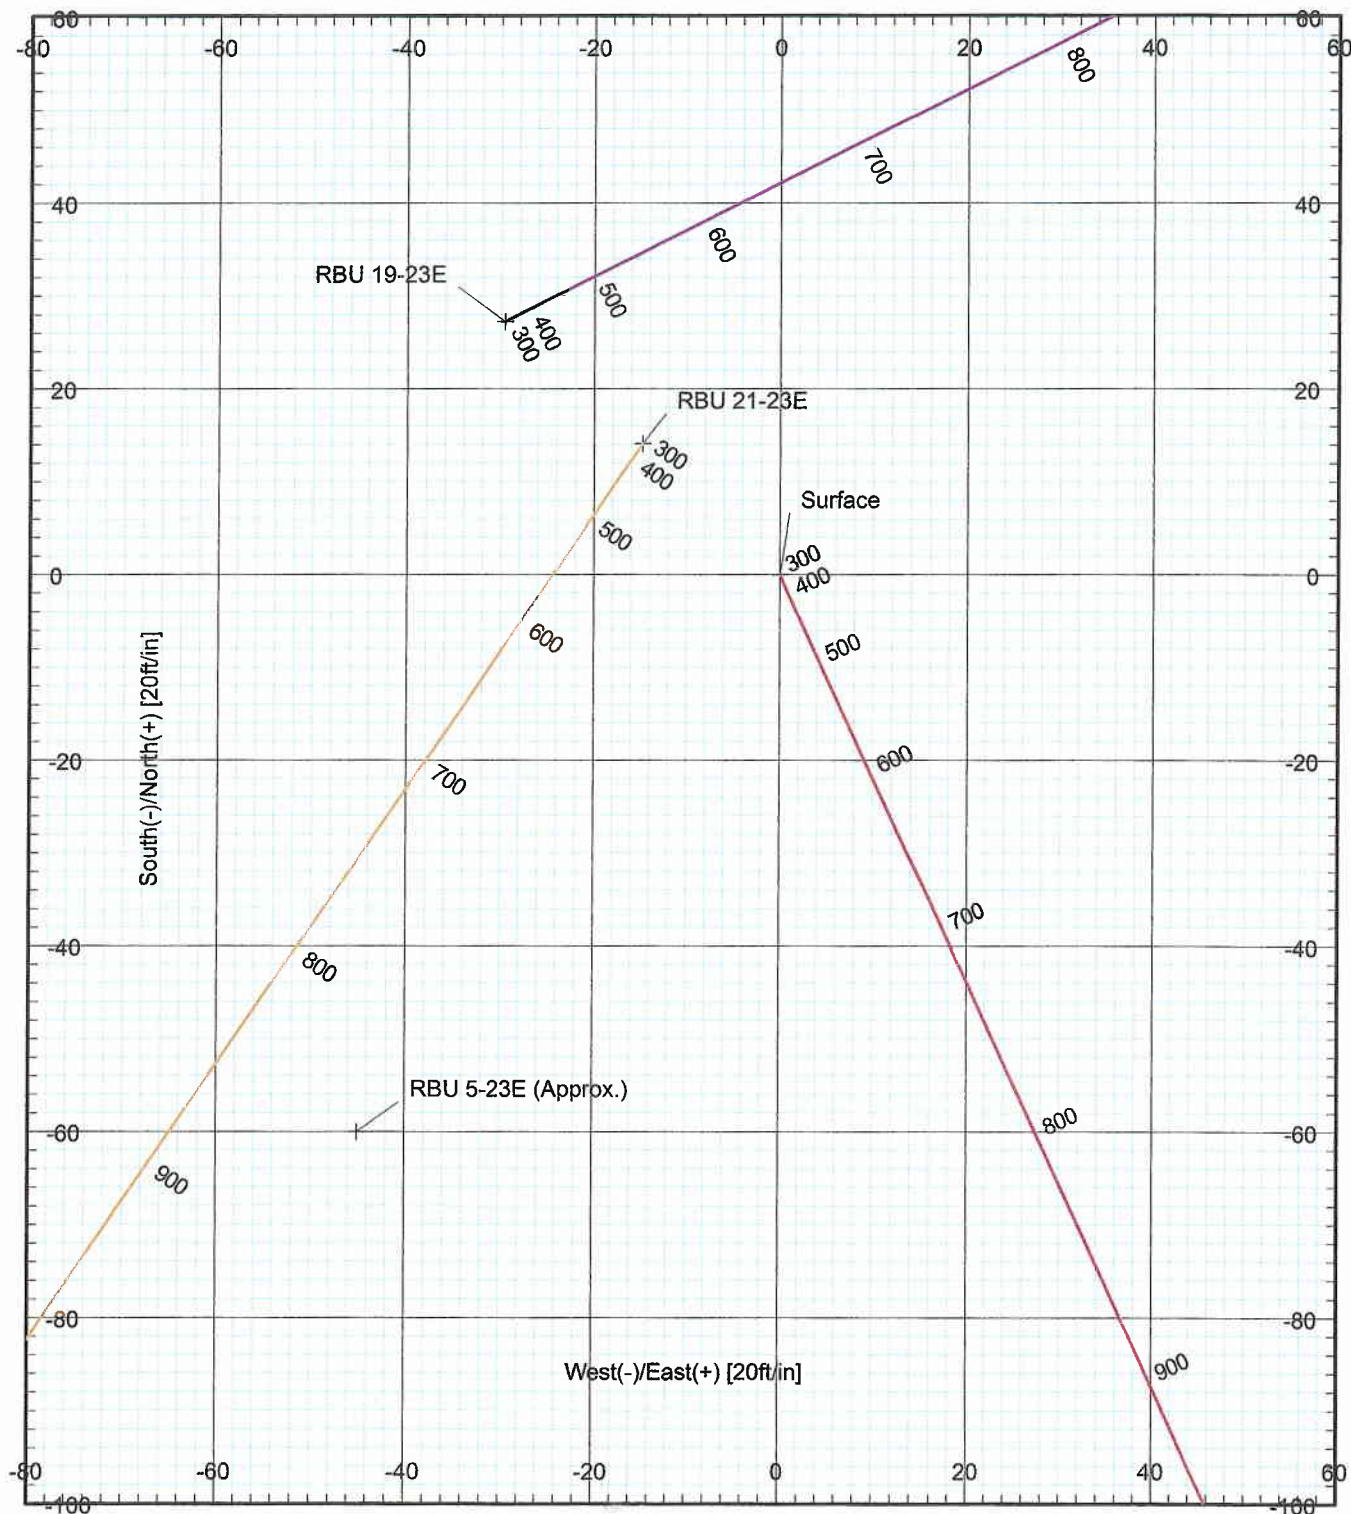 60 60
-80 -60 -40 -20 0 20 40 60
800
700
40 40
600
RBU 19-23E
500
400
300
20 20
RBU 21-23E
300
400
Surface
500
300
0 400 0
600
500
South(-)/North(+) [20ft/in]
-20 600 -20
700
700
-40 -40
800
RBU 5-23E (Approx.)
-60 800 -60
900
-80 -80
West(-)/East(+) [20ft/in]
900
-80 -60 -40 -20 0 20 40 60
-100 -100